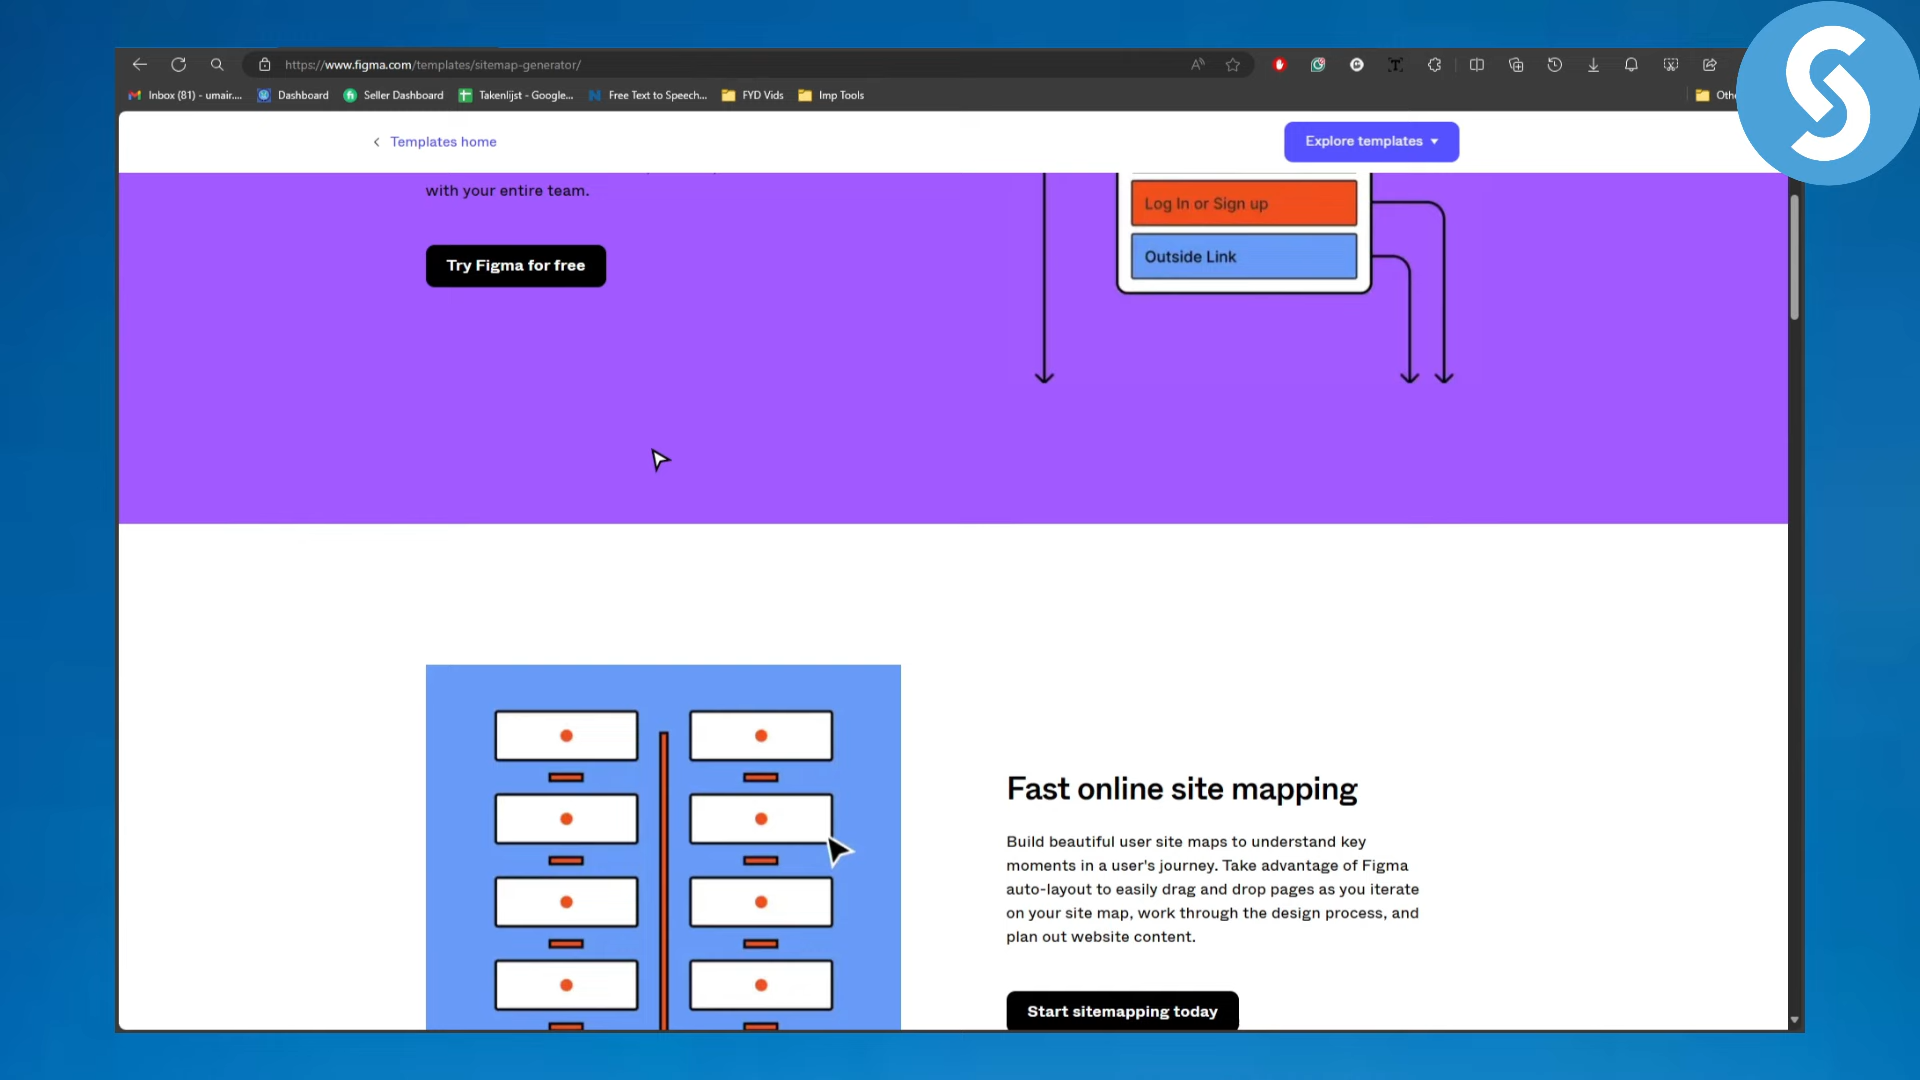 https://www.figma.com/templates/sitemap-generator/
Inbox (81) - umair....
Dashboard
Seller Dashboard
Takenlijst - Google...
Free Text to Speech...
FYD Vids
Imp Tools
Templates home
Explore templates
with your entire team.
Log In or Sign up
Try Figma for free
Outside Link
Fast online site mapping
Build beautiful user site maps to understand key
moments in a user's journey. Take advantage of Figma
auto-layout to easily drag and drop pages as you iterate
on your site map, work through the design process, and
plan out website content.
Start sitemapping today